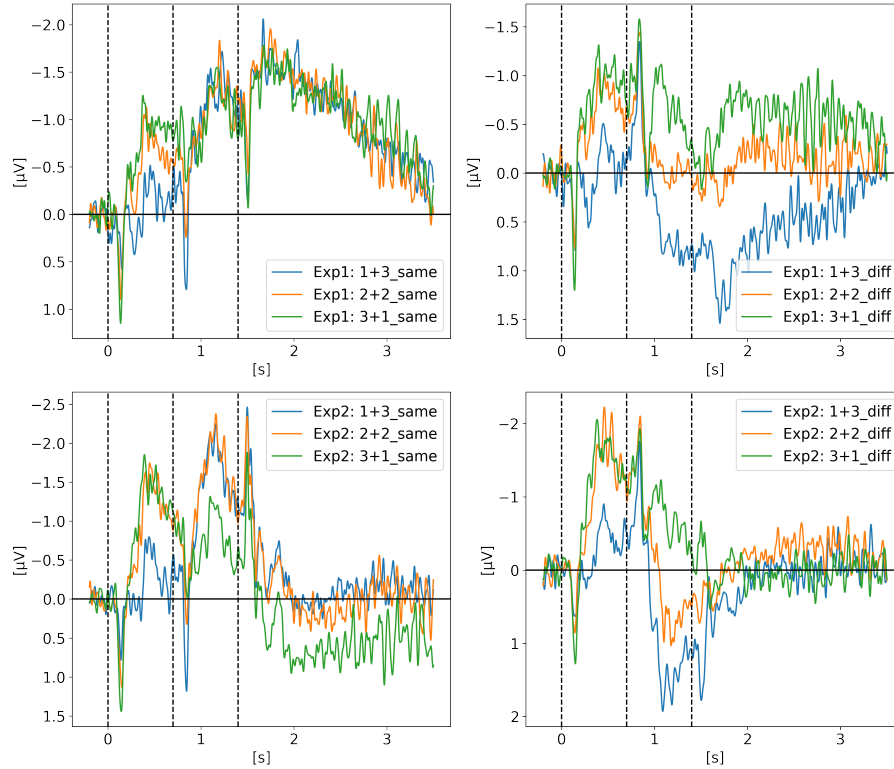 −2.0
−1.5
−1.0
−0.5
0.0
0.5
1.0
[µV]
0
1
2
3
[s]
Exp1: 1+3_same
Exp1: 2+2_same
Exp1: 3+1_same
−1.5
−1.0
−0.5
0.0
0.5
1.0
1.5
[µV]
0
1
2
3
[s]
Exp1: 1+3_diff
Exp1: 2+2_diff
Exp1: 3+1_diff
−2.5
−2.0
−1.5
−1.0
−0.5
0.0
0.5
1.0
1.5
[µV]
0
1
2
3
[s]
Exp2: 1+3_same
Exp2: 2+2_same
Exp2: 3+1_same
−2
−1
0
1
2
[µV]
0
1
2
3
[s]
Exp2: 1+3_diff
Exp2: 2+2_diff
Exp2: 3+1_diff